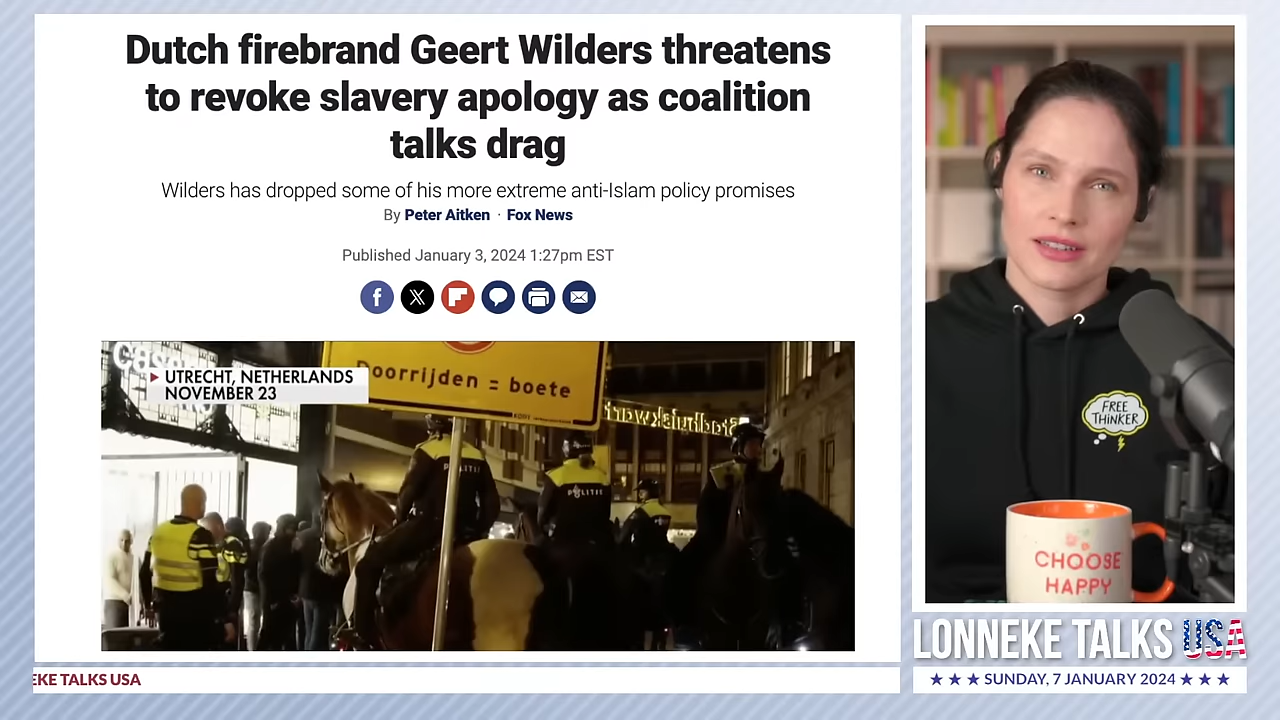 Dutch firebrand Geert Wilders threatens
to revoke slavery apology as coalition
talks drag
Wilders has dropped some of his more extreme anti-Islam policy promises
By Peter Aitken · Fox News
Published January 3, 2024 1:27pm EST
UTRECHT, NETHERLANDS
NOVEMBER 23
Doorrijden = boete
POLITIE
POLITIE
FREE
THINKER
CHOOSE
HAPPY
LONNEKE TALKS USA
EKE TALKS USA
SUNDAY, 7 JANUARY 2024